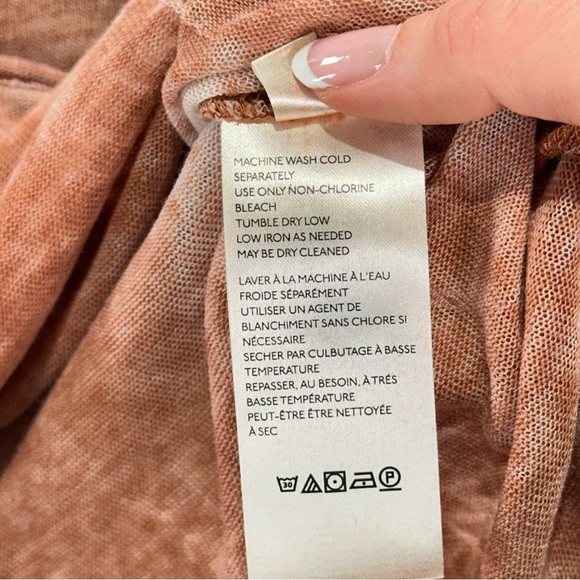 MACHINE WASH COLD
SEPARATELY
USE ONLY NON-CHLORINE
BLEACH
TUMBLE DRY LOW
LOW IRON AS NEEDED
MAY BE DRY CLEANED
LAVER À LA MACHINE À L'EAU
FROIDE SÉPARÉMENT
UTILISER UN AGENT DE
BLANCHIMENT SANS CHLORE SI
NÉCESSAIRE
SECHER PAR CULBUTAGE À BASSE
TEMPERATURE
REPASSER, AU BESOIN, À TRÉS
BASSE TEMPÉRATURE
PEUT-ÊTRE ÊTRE NETTOYÉE
À SEC
30 P